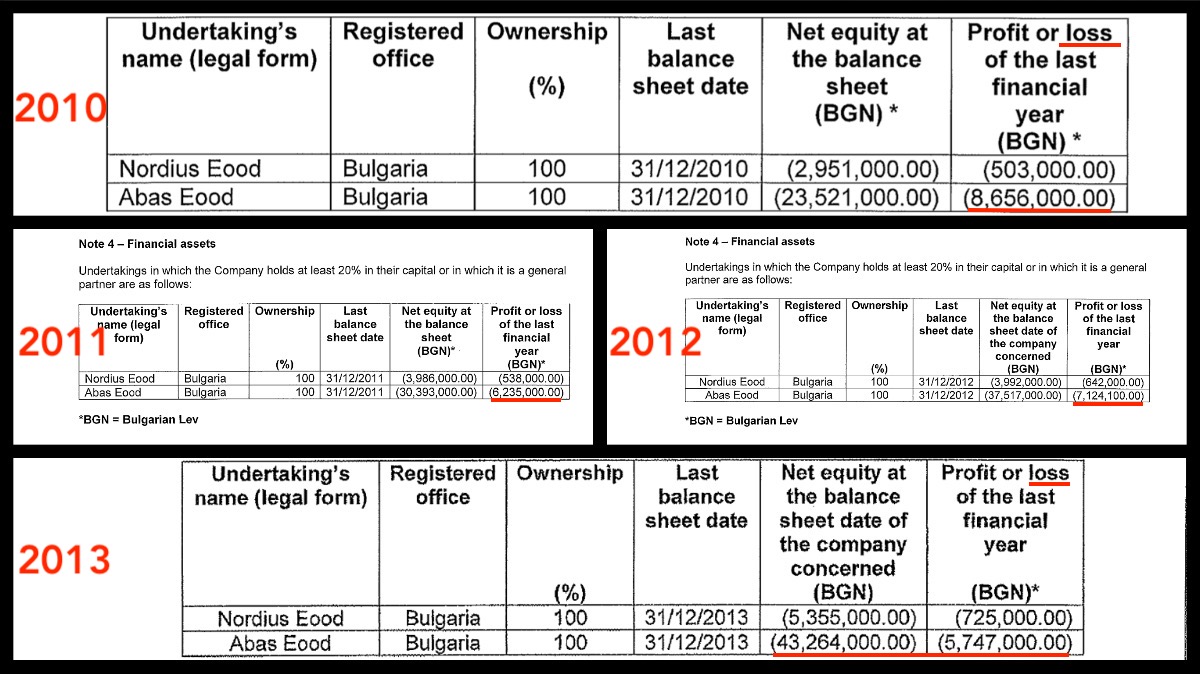 2010
Undertaking's name (legal form) | Registered office | Ownership (%) | Last balance sheet date | Net equity at the balance sheet (BGN) * | Profit or loss of the last financial year (BGN) *
Nordius Eood | Bulgaria | 100 | 31/12/2010 | (2,951,000.00) | (503,000.00)
Abas Eood | Bulgaria | 100 | 31/12/2010 | (23,521,000.00) | (8,656,000.00)
2011
Note 4 – Financial assets
Undertakings in which the Company holds at least 20% in their capital or in which it is a general
partner are as follows:
Undertaking's name (legal form) | Registered office | Ownership (%) | Last balance sheet date | Net equity at the balance sheet (BGN)* | Profit or loss of the last financial year (BGN)*
Nordius Eood | Bulgaria | 100 | 31/12/2011 | (3,986,000.00) | (538,000.00)
Abas Eood | Bulgaria | 100 | 31/12/2011 | (30,393,000.00) | (6,235,000.00)
*BGN = Bulgarian Lev
2012
Note 4 – Financial assets
Undertakings in which the Company holds at least 20% in their capital or in which it is a general
partner are as follows:
Undertaking's name (legal form) | Registered office | Ownership (%) | Last balance sheet date | Net equity at the balance sheet date of the company concerned (BGN) | Profit or loss of the last financial year (BGN)*
Nordius Eood | Bulgaria | 100 | 31/12/2012 | (3,992,000.00) | (642,000.00)
Abas Eood | Bulgaria | 100 | 31/12/2012 | (37,517,000.00) | (7,124,100.00)
*BGN = Bulgarian Lev
2013
Undertaking's name (legal form) | Registered office | Ownership (%) | Last balance sheet date | Net equity at the balance sheet date of the company concerned (BGN) | Profit or loss of the last financial year (BGN)*
Nordius Eood | Bulgaria | 100 | 31/12/2013 | (5,355,000.00) | (725,000.00)
Abas Eood | Bulgaria | 100 | 31/12/2013 | (43,264,000.00) | (5,747,000.00)